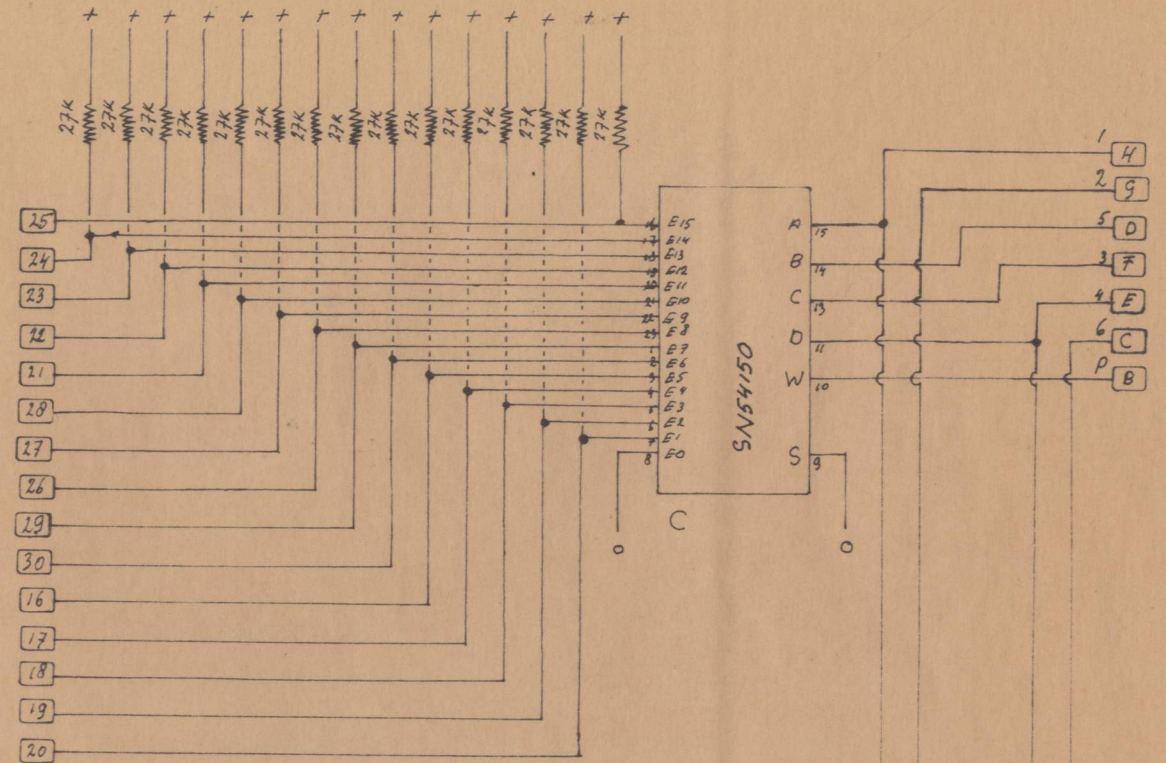 + + + + + + + + + + + + + + +
27K 27K 27K 27K 27K 27K 27K 27K 27K 27K 27K 27K 27K 27K 27K
1 H
2 G
25 E15 A 15 5 D
24 E14
23 E13 B 14 3 F
E12
22 E11 C 13 4 E
21 E10
28 E9 D 11 6 C
27 E8
26 E7 W 10 P B
29 E6
30 E5
16 E4
17 E3
18 E2
19 E1
20 8 E0 S 9
SN54150
C
0 0